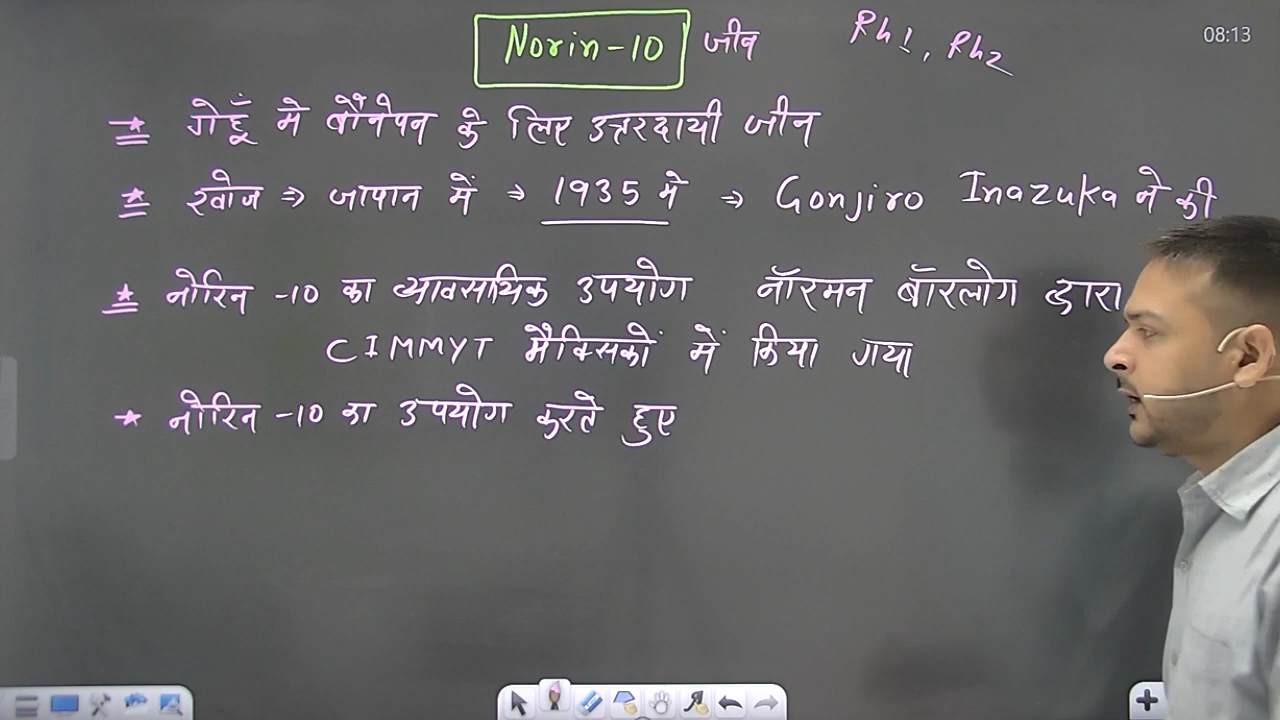 Norin-10 जीन Rh1, Rh2
08:13
* गेहूँ में बौनेपन के लिए उत्तरदायी जीन
* खोज ⇒ जापान में → 1935 में ⇒ Gonjiro Inazuka ने की
* नोरिन -10 का व्यावसायिक उपयोग नॉरमन बॉरलोग द्वारा
CIMMYT मैक्सिकों में किया गया
* नोरिन -10 का उपयोग करते हुए